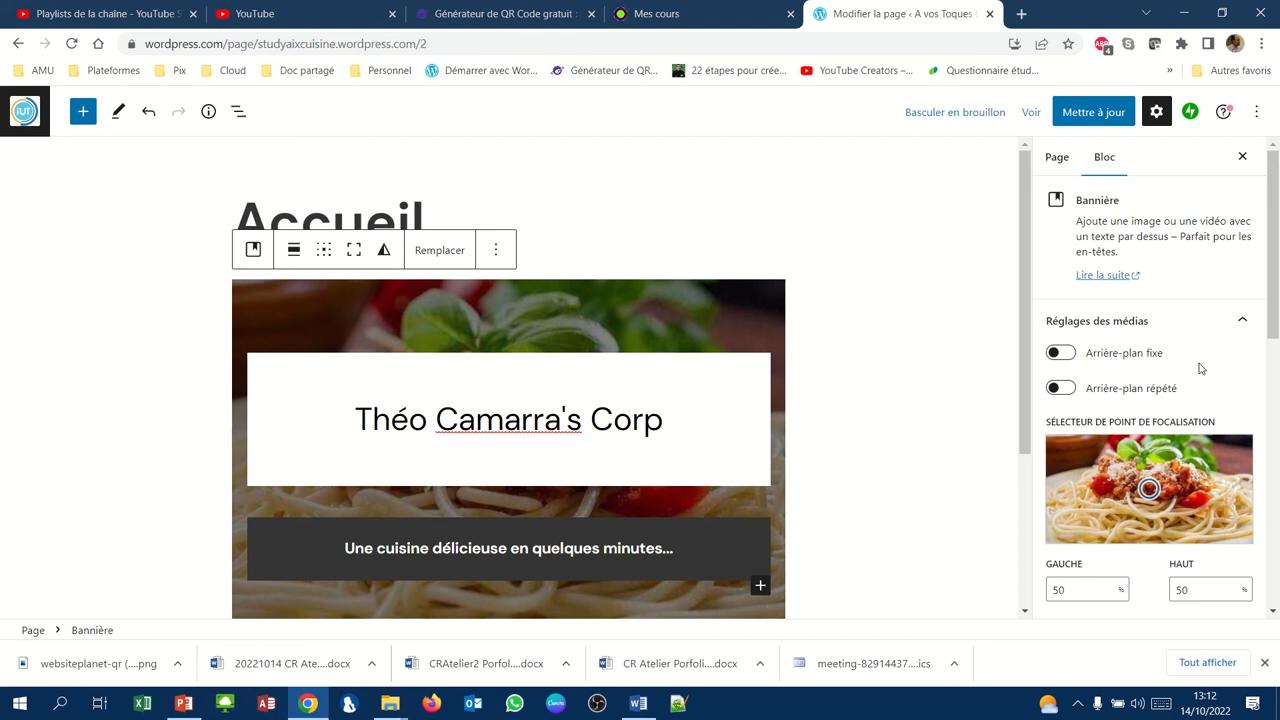 Playlists de la chaîne - YouTube S
YouTube
Générateur de QR Code gratuit :
Mes cours
Modifier la page ‹ A vos Toques
wordpress.com/page/studyaixcuisine.wordpress.com/2
4
AMU
Plateformes
Pix
Cloud
Doc partagé
Personnel
Démarrer avec Wor...
Générateur de QR...
22 étapes pour crée...
YouTube Creators –...
Questionnaire étud...
»
Autres favoris
iUT
Basculer en brouillon
Voir
Mettre à jour
Page
Bloc
Accueil
Remplacer
Bannière
Ajoute une image ou une vidéo avec
un texte par dessus – Parfait pour les
en-têtes.
Lire la suite
Réglages des médias
Arrière-plan fixe
Arrière-plan répété
SÉLECTEUR DE POINT DE FOCALISATION
GAUCHE
HAUT
50
%
50
%
Théo Camarra's Corp
Une cuisine délicieuse en quelques minutes...
Page
Bannière
websiteplanet-qr (....png
20221014 CR Ate....docx
CRAtelier2 Porfol....docx
CR Atelier Porfoli....docx
meeting-82914437....ics
Tout afficher
13:12
14/10/2022